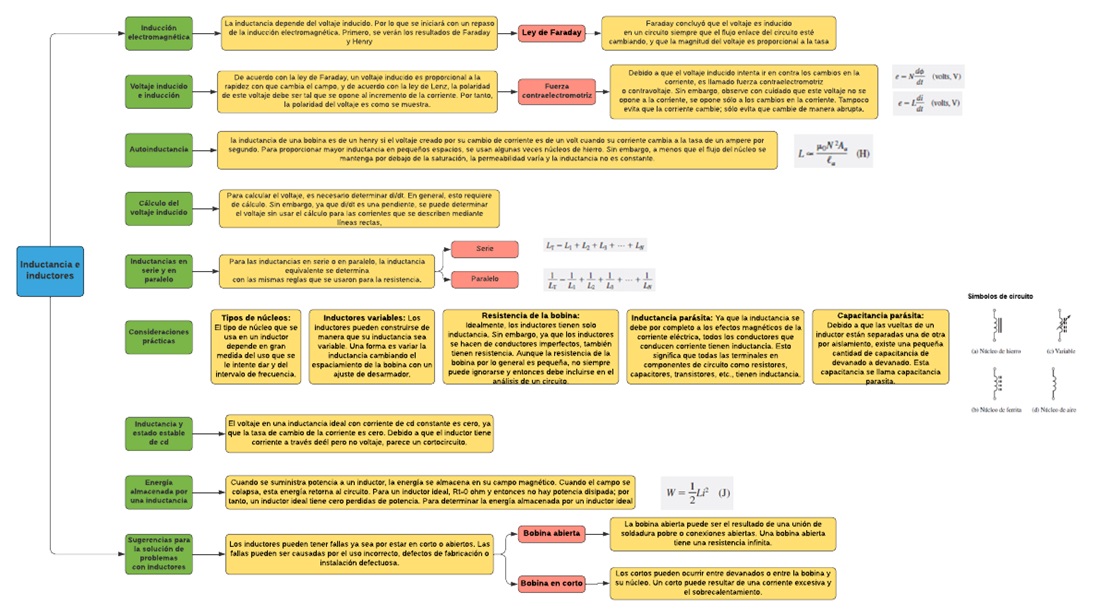 Inductancia e
inductores
Inducción
electromagnética
La inductancia depende del voltaje inducido. Por lo que se iniciará con un repaso
de la inducción electromagnética. Primero, se verán los resultados de Faraday
y Henry
Ley de Faraday
Faraday concluyó que el voltaje es inducido
en un circuito siempre que el flujo enlace del circuito esté
cambiando, y que la magnitud del voltaje es proporcional a la tasa
Voltaje inducido
e inducción
De acuerdo con la ley de Faraday, un voltaje inducido es proporcional a la
rapidez con que cambia el campo, y de acuerdo con la ley de Lenz, la polaridad
de este voltaje debe ser tal que se opone al incremento de la corriente. Por tanto,
la polaridad del voltaje es como se muestra.
Fuerza
contraelectromotriz
Debido a que el voltaje inducido intenta ir en contra los cambios en la
corriente, es llamado fuerza contraelectromotriz
o contravoltaje. Sin embargo, observe con cuidado que este voltaje no se
opone a la corriente, se opone sólo a los cambios en la corriente. Tampoco
evita que la corriente cambie; sólo evita que cambie de manera abrupta.
e = N dφ/dt (volts, V)
e = L di/dt (volts, V)
Autoinductancia
la inductancia de una bobina es de un henry si el voltaje creado por su cambio de corriente es de un volt cuando su corriente cambia a la tasa de un ampere por
segundo. Para proporcionar mayor inductancia en pequeños espacios, se usan algunas veces núcleos de hierro. Sin embargo, a menos que el flujo del núcleo se
mantenga por debajo de la saturación, la permeabilidad varía y la inductancia no es constante.
Cálculo del
voltaje inducido
Para calcular el voltaje, es necesario determinar di/dt. En general, esto requiere
de cálculo. Sin embargo, ya que di/dt es una pendiente, se puede determinar
el voltaje sin usar el cálculo para las corrientes que se describen mediante
líneas rectas,
Inductancias en
serie y en
paralelo
Para las inductancias en serio o en paralelo, la inductancia
equivalente se determina
con las mismas reglas que se usaron para la resistencia.
Serie
Paralelo
Consideraciones
prácticas
Tipos de núcleos:
El tipo de núcleo que se
usa en un inductor
depende en gran
medida del uso que se
le intente dar y del
intervalo de frecuencia.
Inductores variables: Los
inductores pueden construirse de
manera que su inductancia sea
variable. Una forma es variar la
inductancia cambiando el
espaciamiento de la bobina con un
ajuste de desarmador.
Resistencia de la bobina:
Idealmente, los inductores tienen solo
inductancia. Sin embargo, ya que los inductores
se hacen de conductores imperfectos, también
tienen resistencia. Aunque la resistencia de la
bobina por lo general es pequeña, no siempre
puede ignorarse y entonces debe incluirse en el
análisis de un circuito.
Inductancia parásita: Ya que la inductancia se
debe por completo a los efectos magnéticos de la
corriente eléctrica, todos los conductores que
conducen corriente tienen inductancia. Esto
significa que todas las terminales en
componentes de circuito como resistores,
capacitores, transistores, etc., tienen inductancia.
Capacitancia parásita:
Debido a que las vueltas de un
inductor están separadas una de otra
por aislamiento, existe una pequeña
cantidad de capacitancia de
devanado a devanado. Esta
capacitancia se llama capacitancia
parasita.
Símbolos de circuito
(a) Núcleo de hierro
(c) Variable
(b) Núcleo de ferrita
(d) Núcleo de aire
Inductancia y
estado estable
de cd
El voltaje en una inductancia ideal con corriente de cd constante es cero, ya
que la tasa de cambio de la corriente es cero. Debido a que el inductor tiene
corriente a través deél pero no voltaje, parece un cortocircuito.
Energía
almacenada por
una inductancia
Cuando se suministra potencia a un inductor, la energía se almacena en su campo magnético. Cuando el campo se
colapsa, esta energía retorna al circuito. Para un inductor ideal, Rt=0 ohm y entonces no hay potencia disipada; por
tanto, un inductor ideal tiene cero perdidas de potencia. Para determinar la energía almacenada por un inductor ideal
W = 1/2 Li² (J)
Sugerencias para
la solución de
problemas
con inductores
Los inductores pueden tener fallas ya sea por estar en corto o abiertos. Las
fallas pueden ser causadas por el uso incorrecto, defectos de fabricación o
instalación defectuosa.
Bobina abierta
La bobina abierta puede ser el resultado de una unión de
soldadura pobre o conexiones abiertas. Una bobina abierta
tiene una resistencia infinita.
Bobina en corto
Los cortos pueden ocurrir entre devanados o entre la bobina y
su núcleo. Un corto puede resultar de una corriente excesiva y
el sobrecalentamiento.